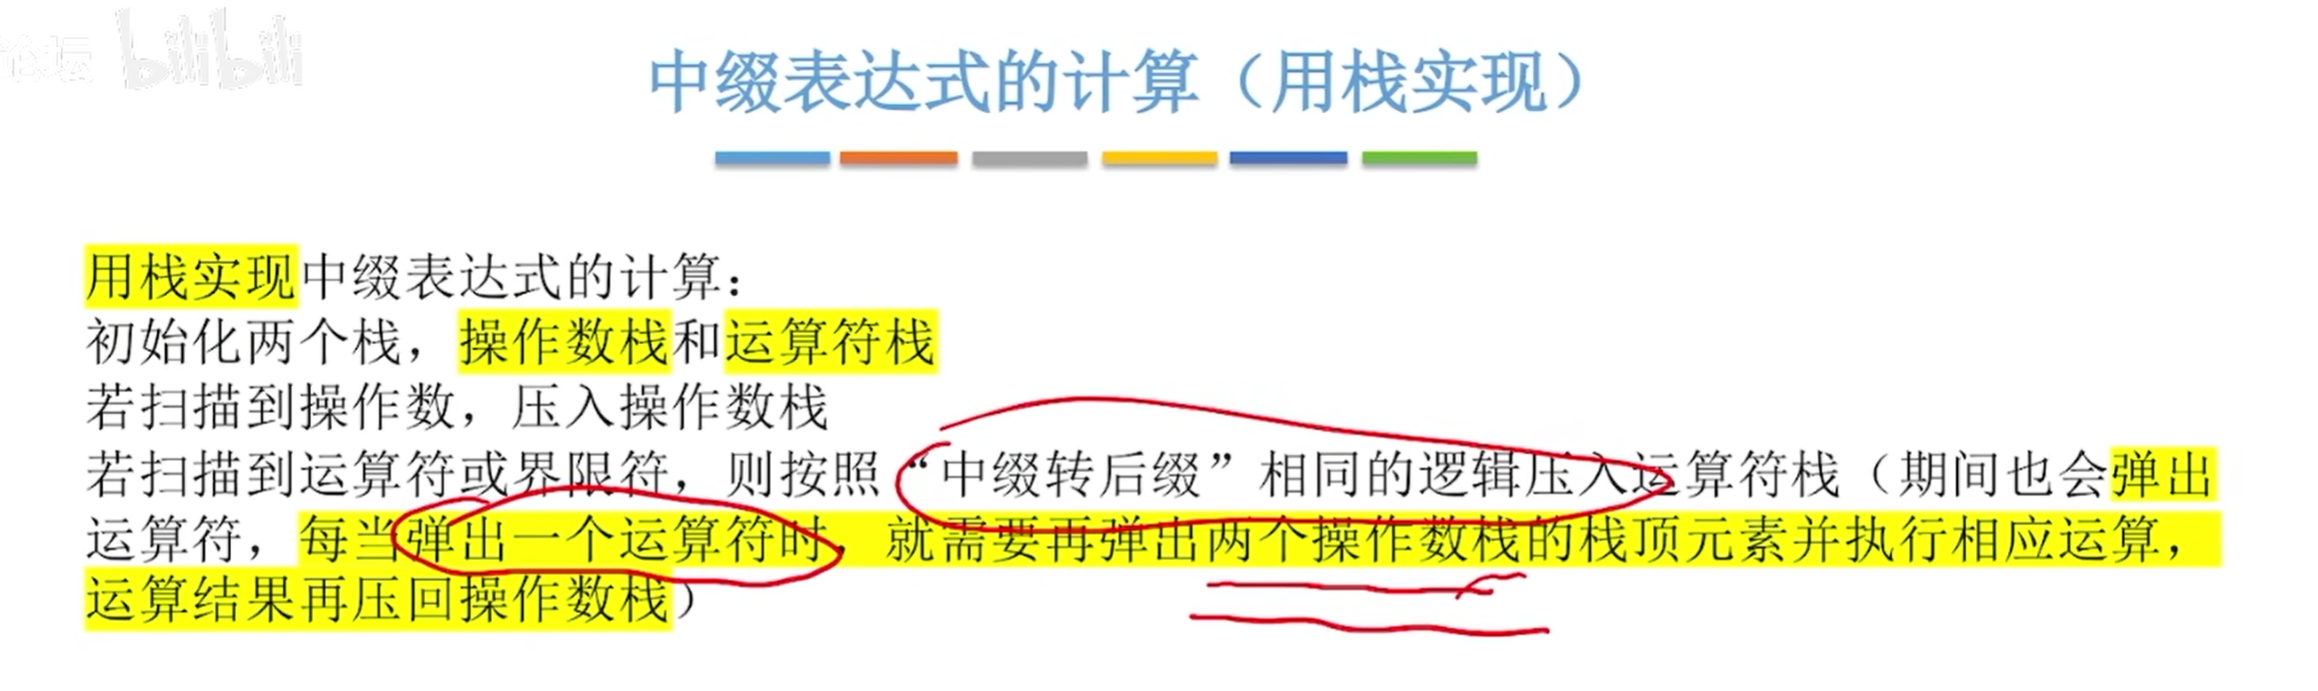 论坛 bilibili
中缀表达式的计算（用栈实现）
用栈实现中缀表达式的计算：
初始化两个栈，操作数栈和运算符栈
若扫描到操作数，压入操作数栈
若扫描到运算符或界限符，则按照“中缀转后缀”相同的逻辑压入运算符栈（期间也会弹出
运算符，每当弹出一个运算符时，就需要再弹出两个操作数栈的栈顶元素并执行相应运算，
运算结果再压回操作数栈）